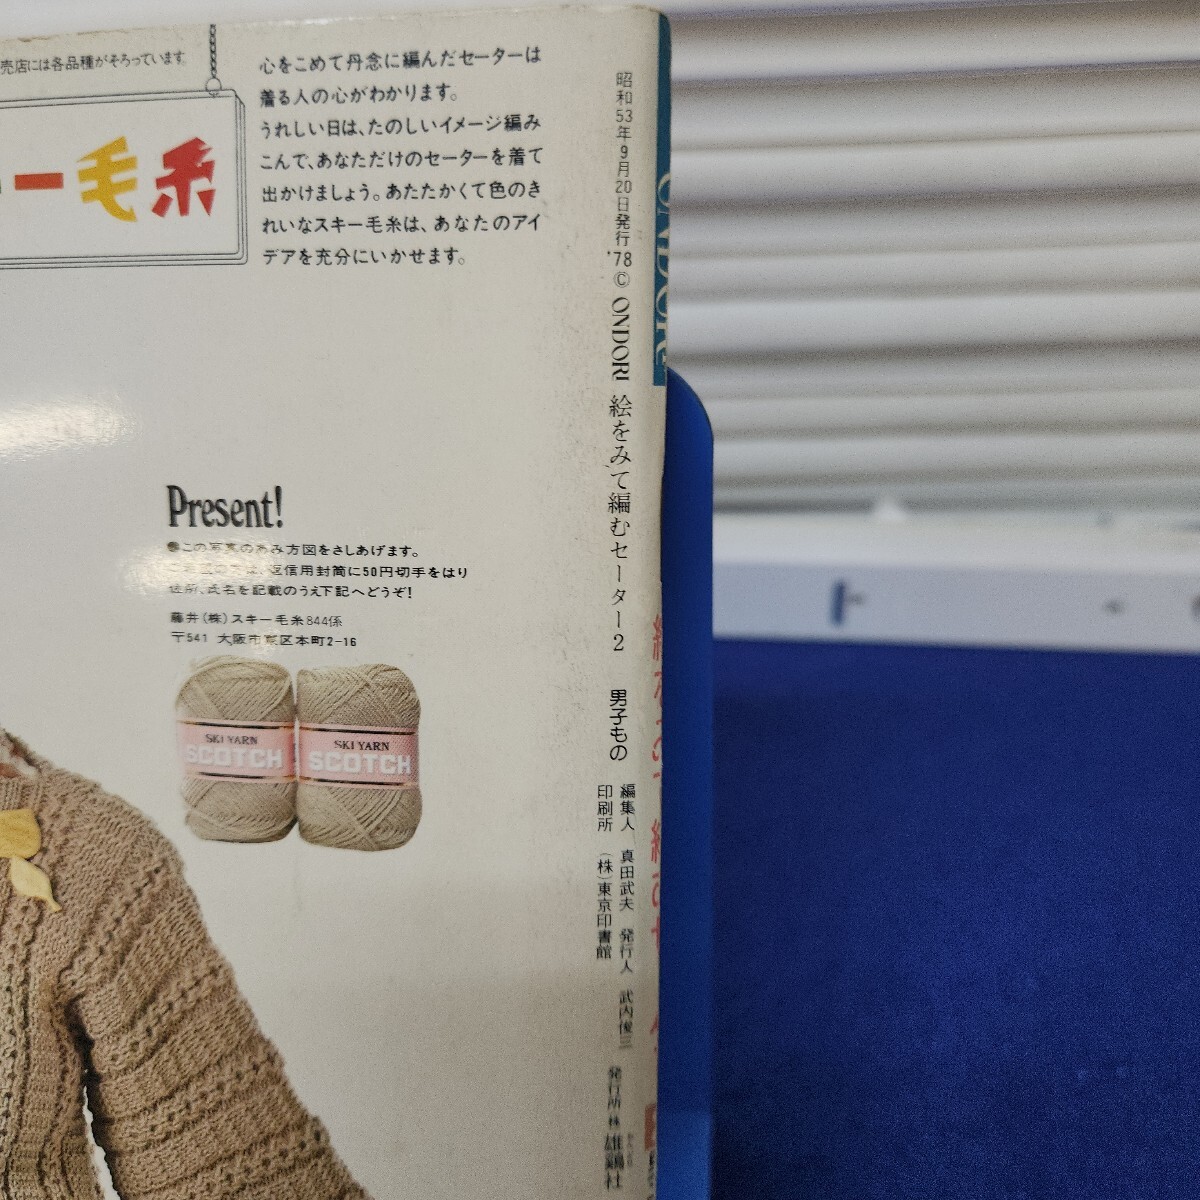 売店には各品種がそろっています。
ー毛糸
心をこめて丹念に編んだセーターは
着る人の心がわかります。
うれしい日は、たのしいイメージ編み
こんで、あなただけのセーターを着て
出かけましょう。あたたかくて色のき
れいなスキー毛糸は、あなたのアイ
デアを充分にいかせます。
Present!
●この写真のあみ方図をさしあげます。
返信用封筒に50円切手をはり
住所、氏名を記載のうえ下記へどうぞ!
藤井(株)スキー毛糸844係
〒541 大阪市東区本町2-16
SKI YARN
SCOTCH
SKI YARN
SCOTCH
昭和53年9月20日発行 '78 © ONDORI 絵をみて編むセーター2 男子もの
編集人 真田武夫 発行人 武内俊三 発行所 株 雄鶏社
印刷所 (株)東京印書館
ONDORI